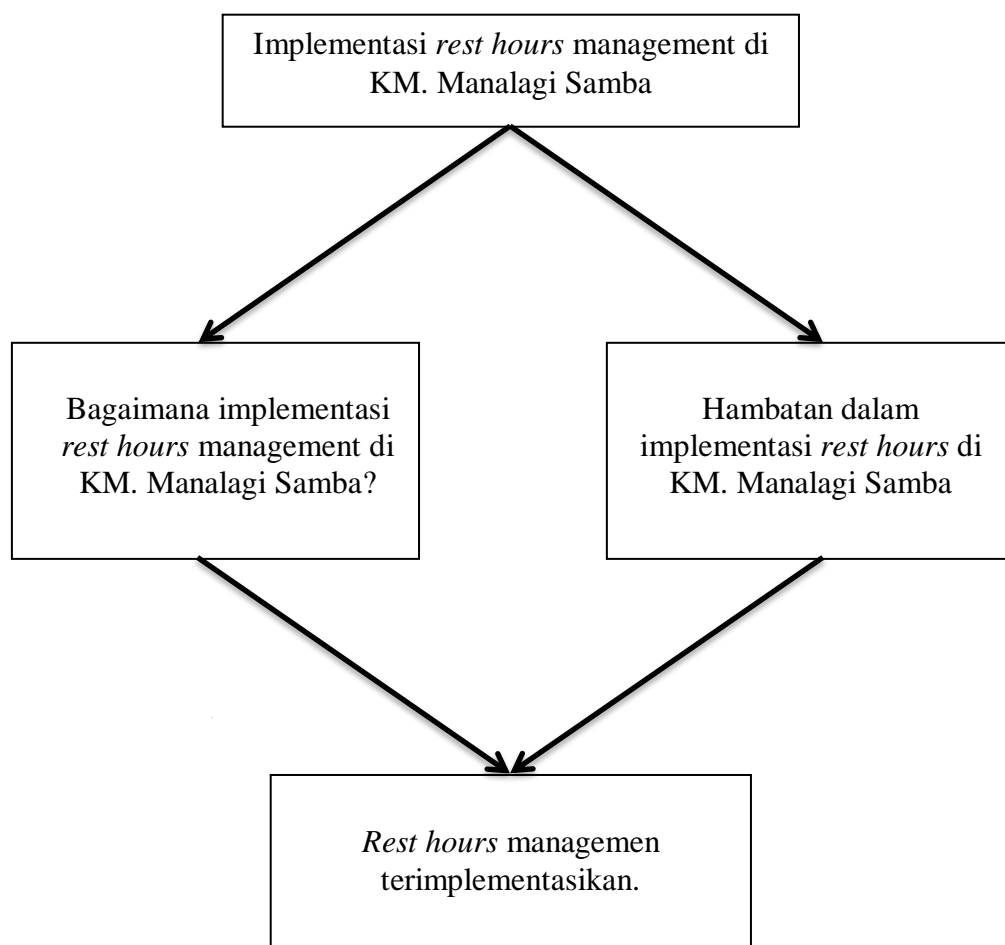 Implementasi rest hours management di
KM. Manalagi Samba
Bagaimana implementasi
rest hours management di
KM. Manalagi Samba?
Hambatan dalam
implementasi rest hours di
KM. Manalagi Samba
Rest hours managemen
terimplementasikan.